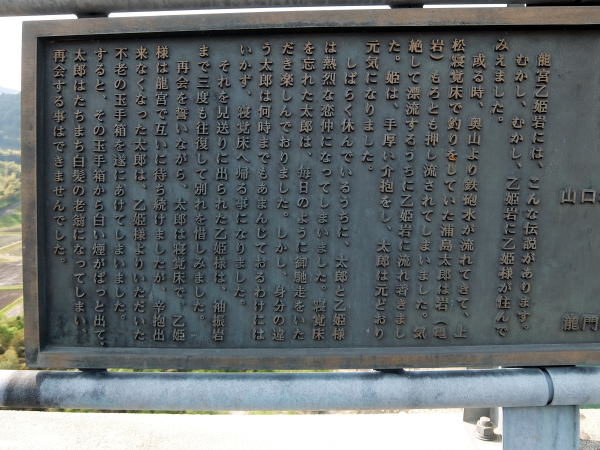 山口
龍門
龍宮乙姫岩には、こんな伝説があります。
むかし、むかし、乙姫岩に乙姫様が住んで
みえました。
或る時、奥山より鉄砲水が流れてきて、上
松寝覚床で釣りをしていた浦島太郎は岩（亀
岩）もろとも押し流されてしまいました。気
絶して漂流するうちに乙姫岩に流れ着きまし
た。姫は、手厚い介抱をし、太郎は元どおり
元気になりました。
しばらく休んでいるうちに、太郎と乙姫様
は熱烈な恋仲になってしまいました。寝覚床
を忘れた太郎は、毎日のように御馳走をいた
だき楽しんでおりました。しかし、身分の違
う太郎は何時までもあまんじておるわけには
いかず、寝覚床へ帰る事になりました。
それを見送りに出られた乙姫様は、袖振岩
まで三度も往復して別れを惜しみました。
再会を誓いながら、太郎は寝覚床で、乙姫
様は龍宮で互いに待ち続けましたが、辛抱出
来なくなった太郎は、乙姫様よりいただいた
不老の玉手箱を遂にあけてしまいました。
すると、その玉手箱から白い煙がぱっと出て、
太郎はたちまち白髪の老翁になってしまい、
再会する事はできませんでした。